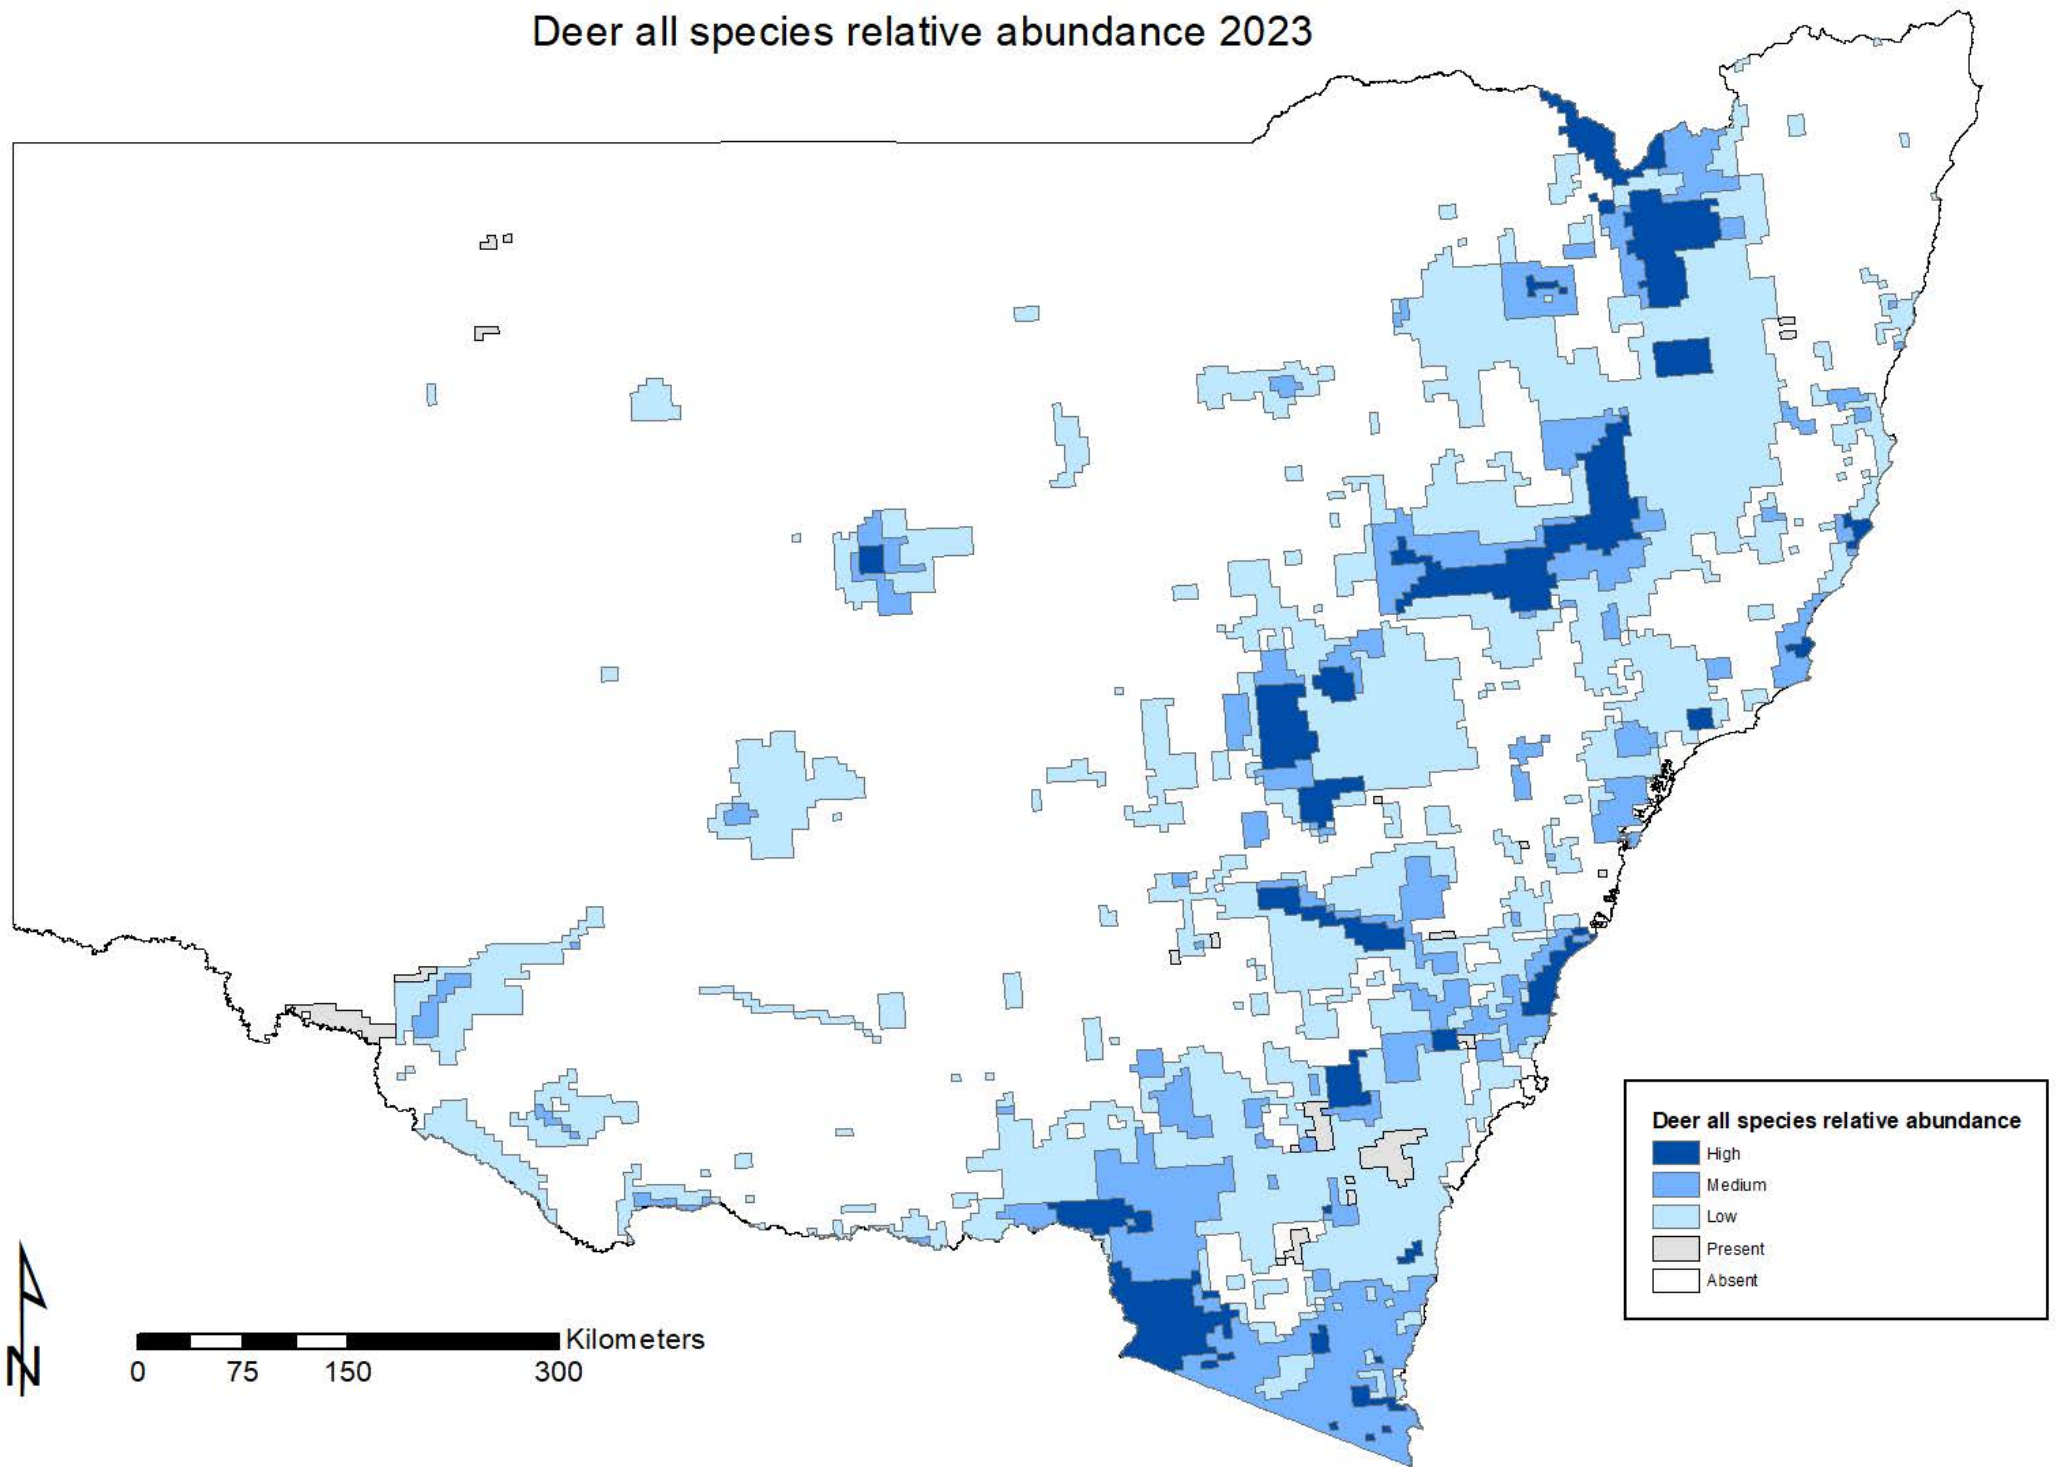 Deer all species relative abundance 2023
Deer all species relative abundance
High
Medium
Low
Present
Absent
N
Kilometers
0 75 150 300